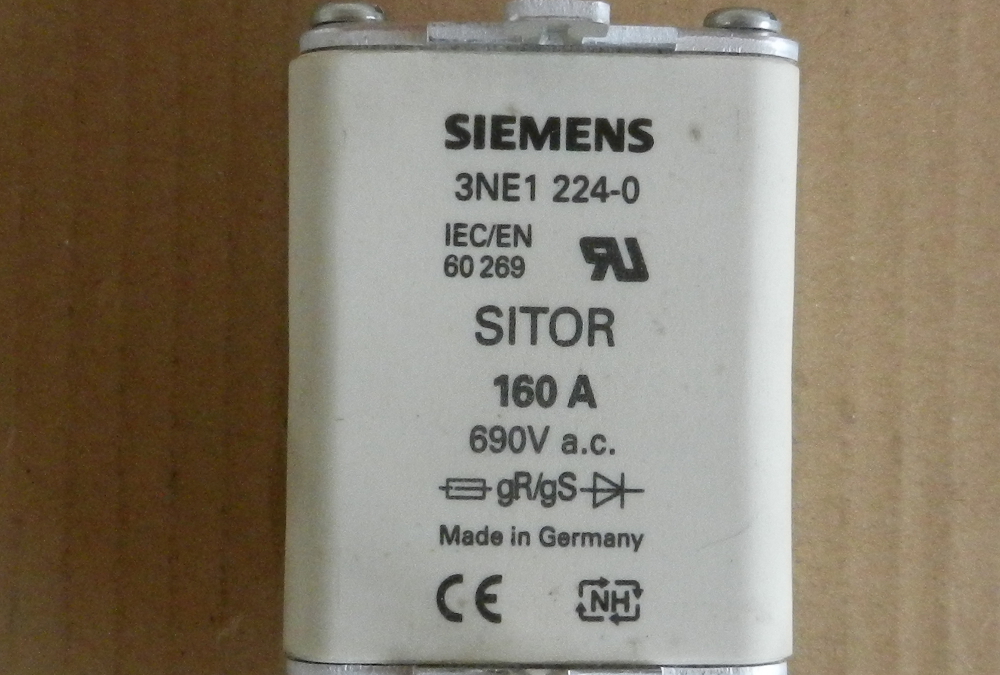 SIEMENS
3NE1 224-0
IEC/EN
60 269
SITOR
160 A
690V a.c.
gR/gS
Made in Germany
CE
NH